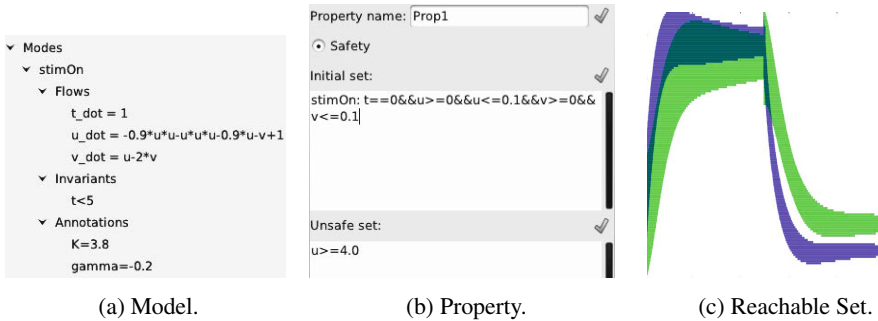 Modes
stimOn
Flows
t_dot = 1
u_dot = -0.9*u*u-u*u*u-0.9*u-v+1
v_dot = u-2*v
Invariants
t<5
Annotations
K=3.8
gamma=-0.2
(a) Model.
Property name: Prop1
Safety
Initial set:
stimOn: t==0&&u>=0&&u<=0.1&&v>=0&&
v<=0.1
Unsafe set:
u>=4.0
(b) Property.
(c) Reachable Set.